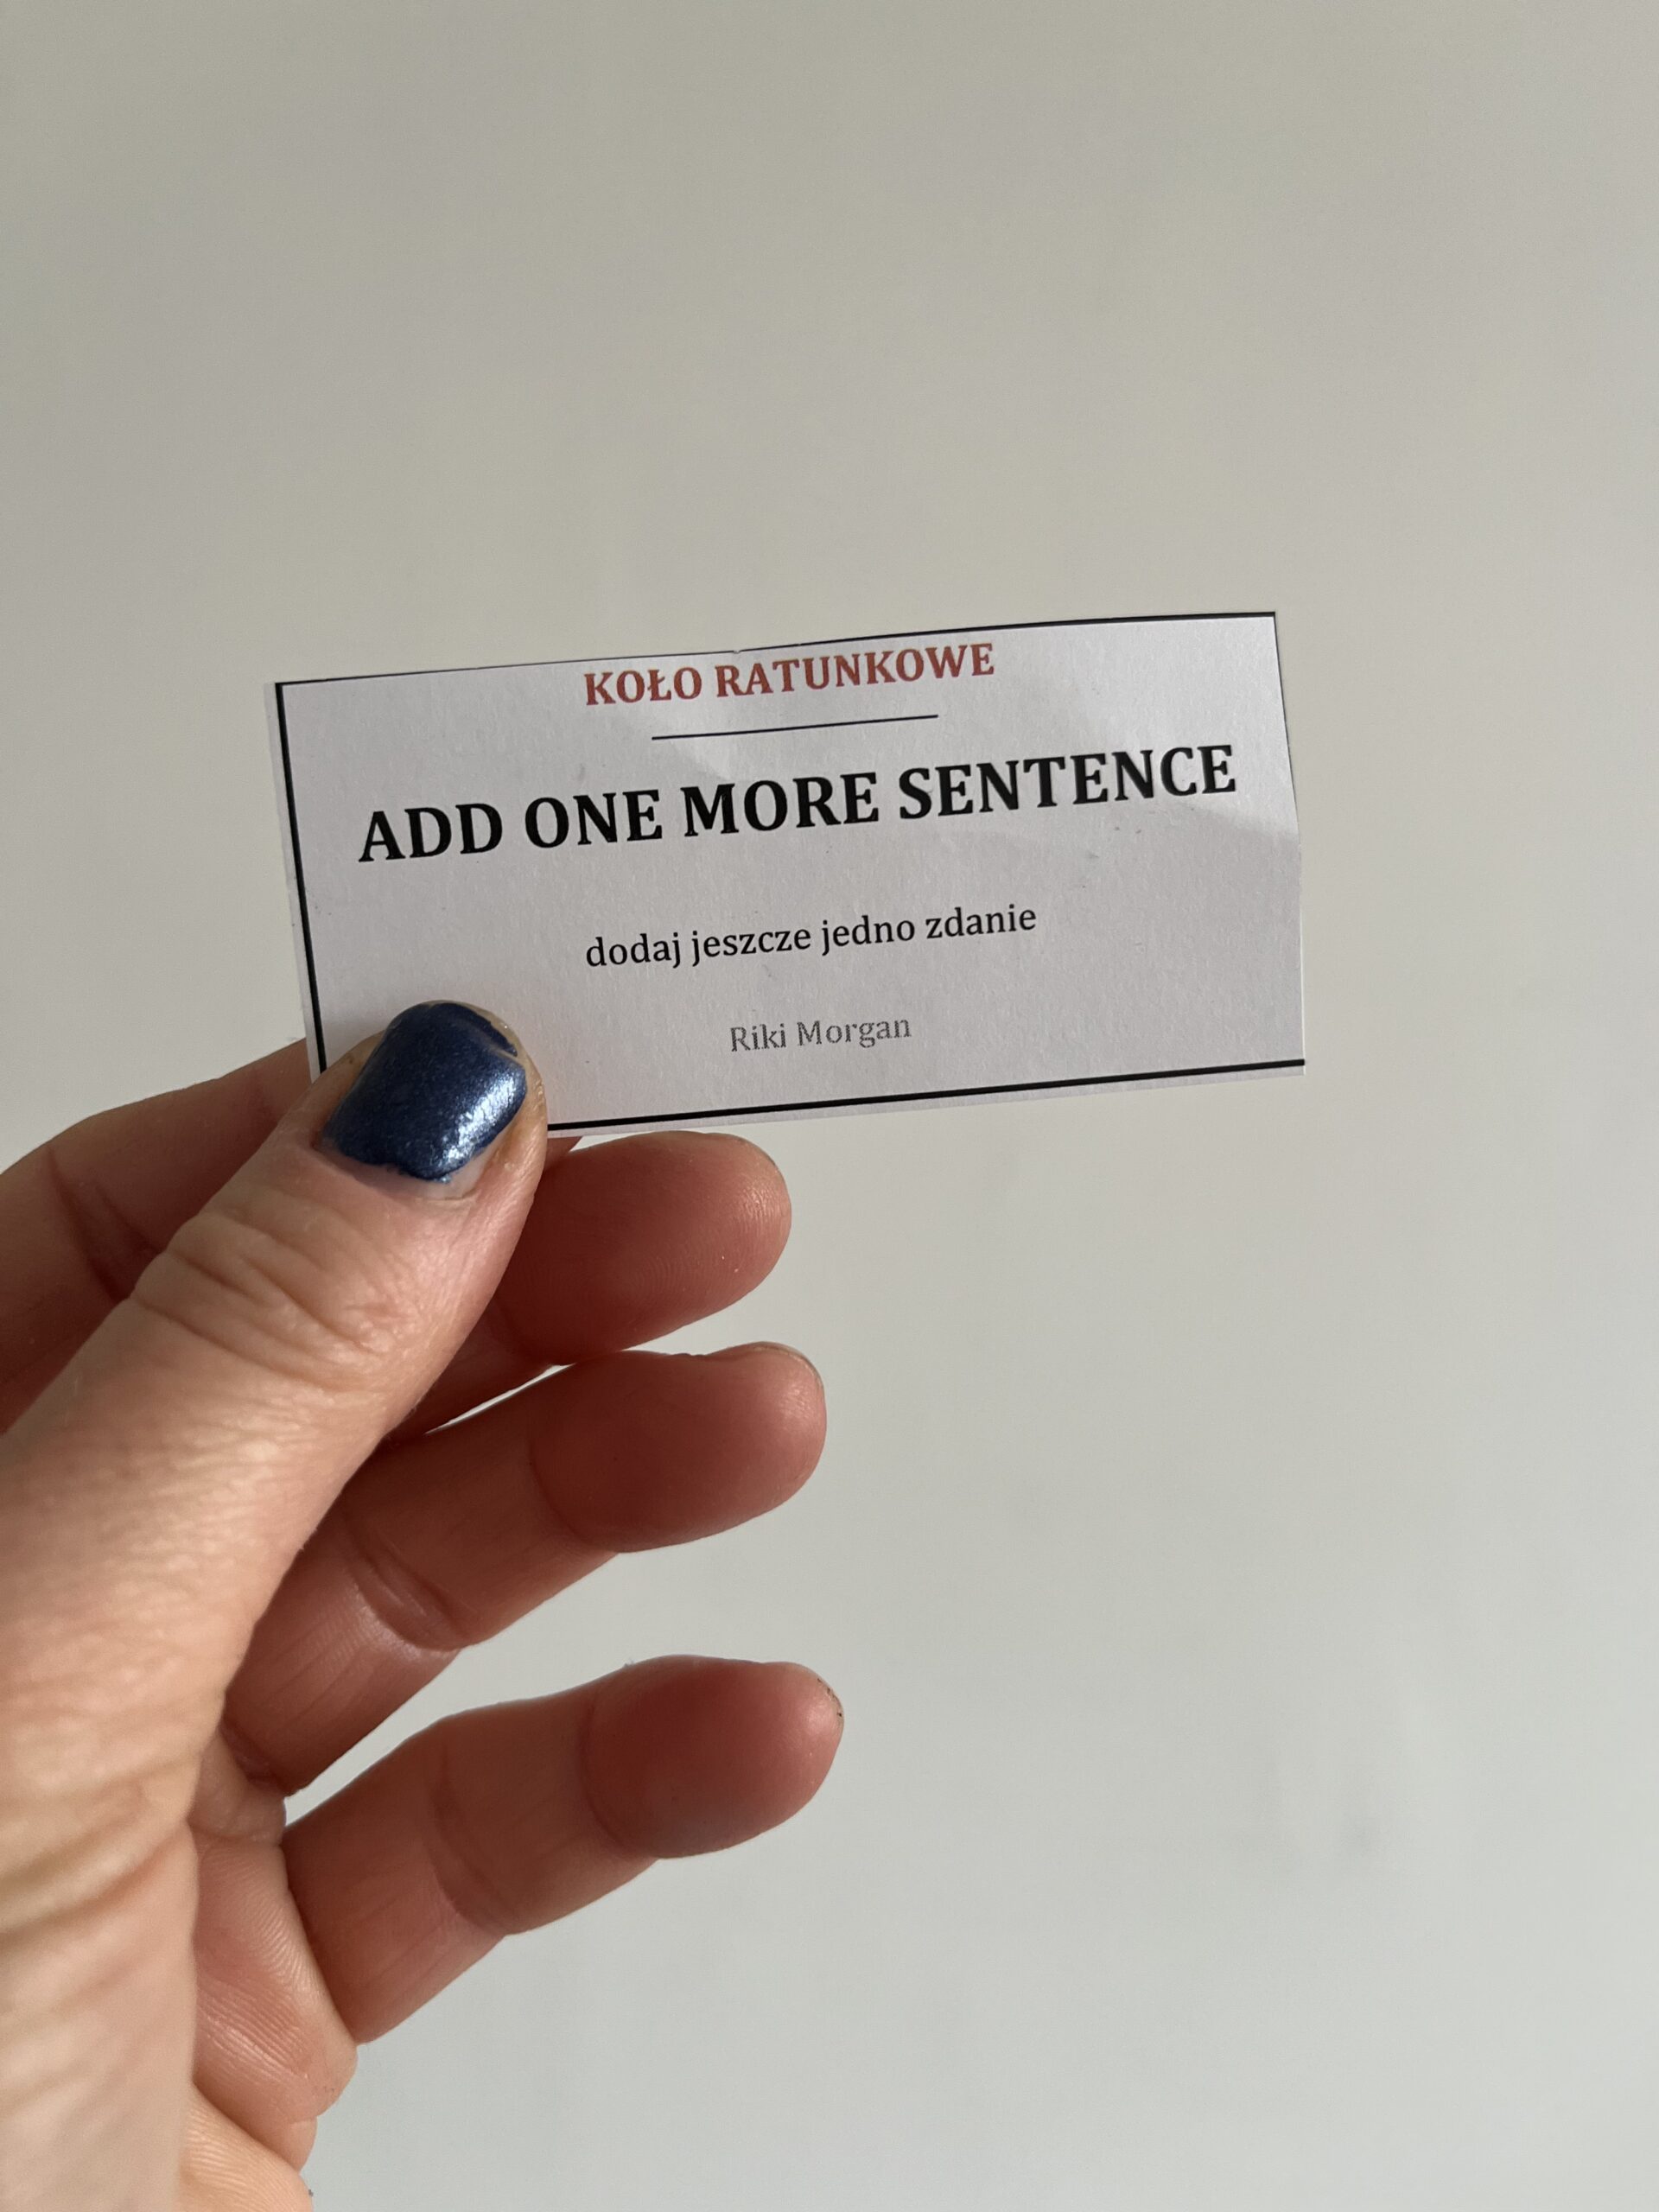 KOŁO RATUNKOWE
ADD ONE MORE SENTENCE
dodaj jeszcze jedno zdanie
Riki Morgan